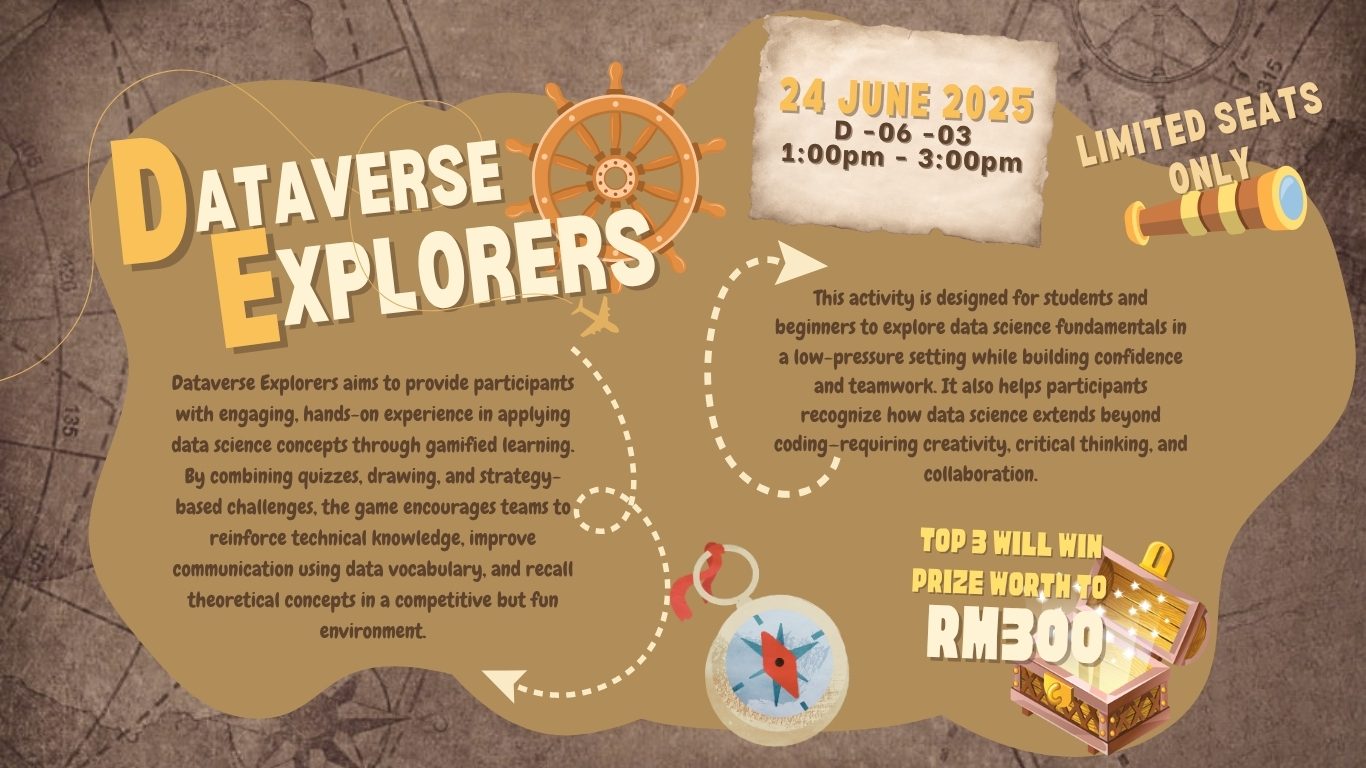 DATAVERSE
EXPLORERS
24 JUNE 2025
D -06 -03
1:00pm - 3:00pm
LIMITED SEATS
ONLY
Dataverse Explorers aims to provide participants
with engaging, hands-on experience in applying
data science concepts through gamified learning.
By combining quizzes, drawing, and strategy-
based challenges, the game encourages teams to
reinforce technical knowledge, improve
communication using data vocabulary, and recall
theoretical concepts in a competitive but fun
environment.
This activity is designed for students and
beginners to explore data science fundamentals in
a low-pressure setting while building confidence
and teamwork. It also helps participants
recognize how data science extends beyond
coding—requiring creativity, critical thinking, and
collaboration.
TOP 3 WILL WIN
PRIZE WORTH TO
RM300
135